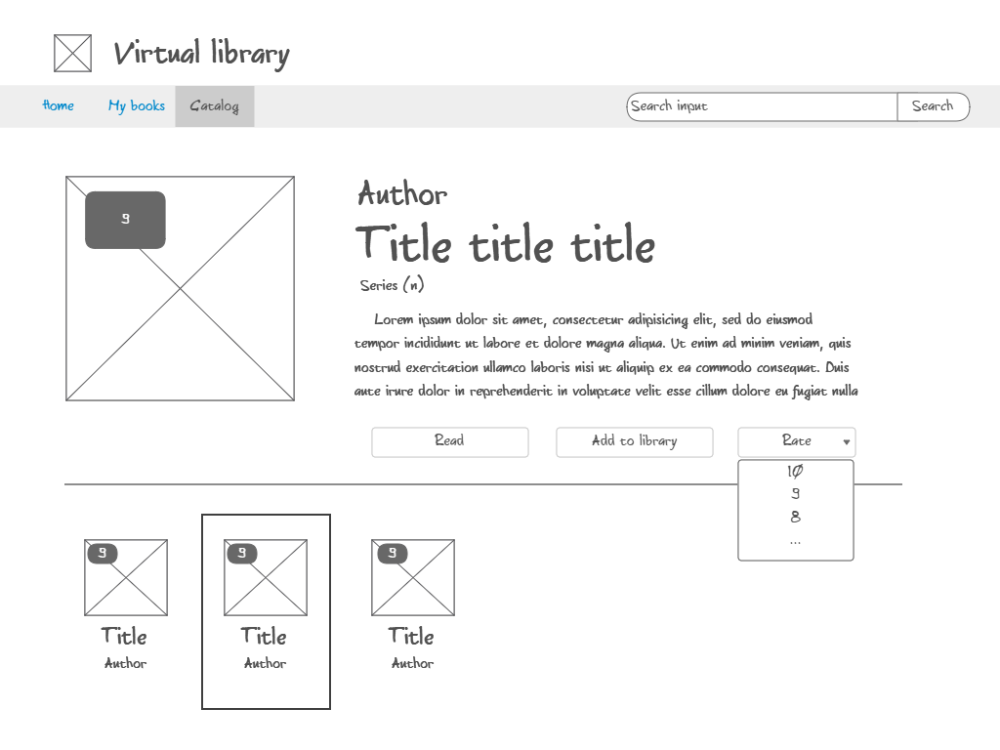 Virtual library
Home
My books
Catalog
Search input
Search
9
Author
Title title title
Series (n)
Lorem ipsum dolor sit amet, consectetur adipisicing elit, sed do eiusmod
tempor incididunt ut labore et dolore magna aliqua. Ut enim ad minim veniam, quis
nostrud exercitation ullamco laboris nisi ut aliquip ex ea commodo consequat. Duis
aute irure dolor in reprehenderit in voluptate velit esse cillum dolore eu fugiat nulla
Read
Add to library
Rate
10
9
8
...
9
Title
Author
9
Title
Author
9
Title
Author